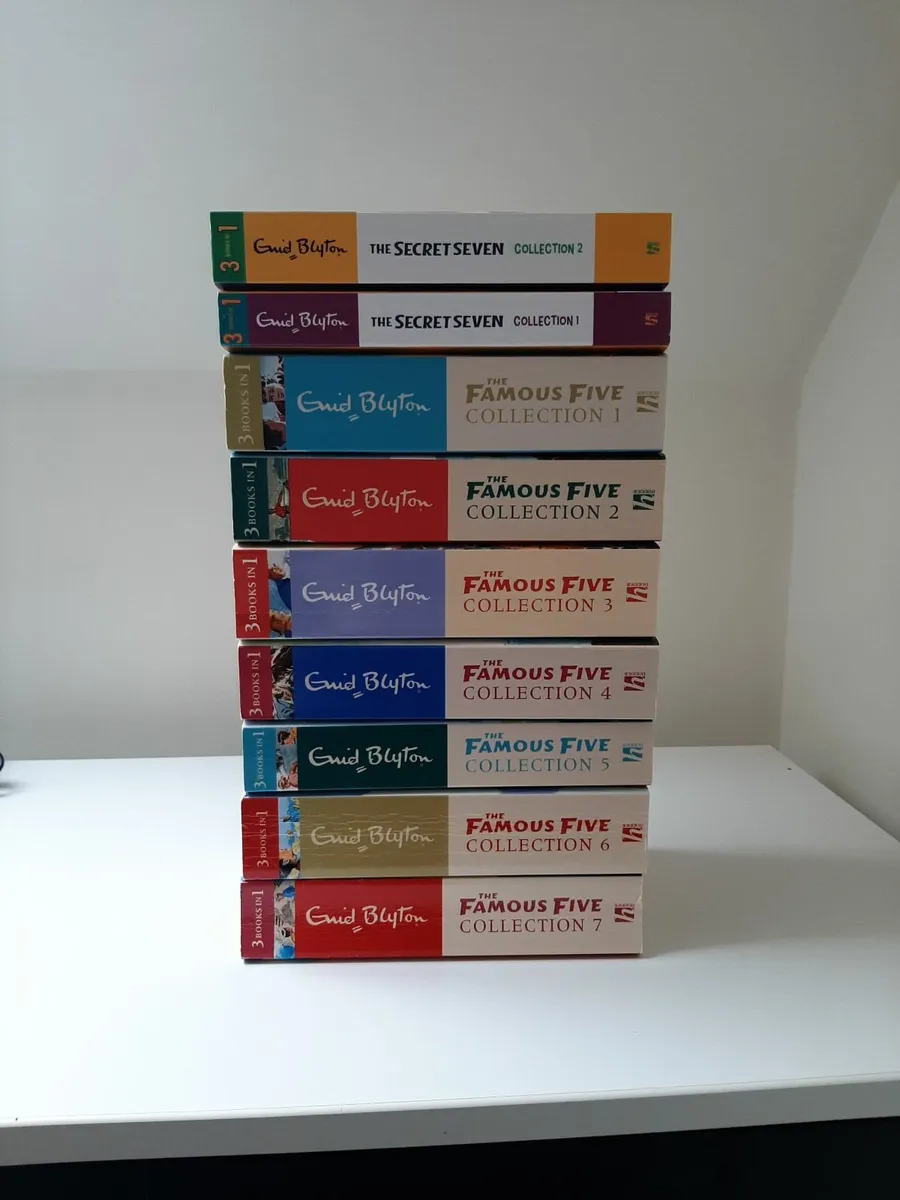 3 BOOKS IN 1 Enid Blyton THE SECRET SEVEN COLLECTION 2
3 BOOKS IN 1 Enid Blyton THE SECRET SEVEN COLLECTION 1
3 BOOKS IN 1 Enid Blyton THE FAMOUS FIVE COLLECTION 1
3 BOOKS IN 1 Enid Blyton THE FAMOUS FIVE COLLECTION 2
3 BOOKS IN 1 Enid Blyton THE FAMOUS FIVE COLLECTION 3
3 BOOKS IN 1 Enid Blyton THE FAMOUS FIVE COLLECTION 4
3 BOOKS IN 1 Enid Blyton THE FAMOUS FIVE COLLECTION 5
3 BOOKS IN 1 Enid Blyton THE FAMOUS FIVE COLLECTION 6
3 BOOKS IN 1 Enid Blyton THE FAMOUS FIVE COLLECTION 7